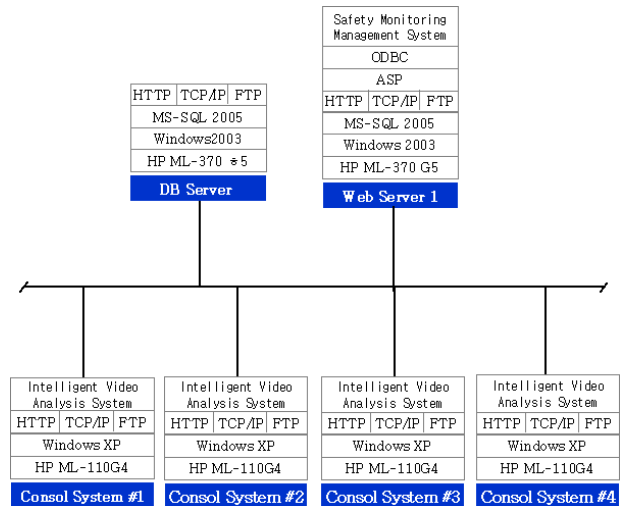 Safety Monitoring
Management System
ODBC
ASP
HTTP TCP/IP FTP
MS-SQL 2005
Windows 2003
HP ML-370 G5
Web Server 1
HTTP TCP/IP FTP
MS-SQL 2005
Windows2003
HP ML-370
DB Server
Intelligent Video
Analysis System
HTTP TCP/IP FTP
Windows XP
HP ML-110G4
Consol System #1
Intelligent Video
Analysis System
HTTP TCP/IP FTP
Windows XP
HP ML-110G4
Consol System #2
Intelligent Video
Analysis System
HTTP TCP/IP FTP
Windows XP
HP ML-110G4
Consol System #3
Intelligent Video
Analysis System
HTTP TCP/IP FTP
Windows XP
HP ML-110G4
Consol System #4